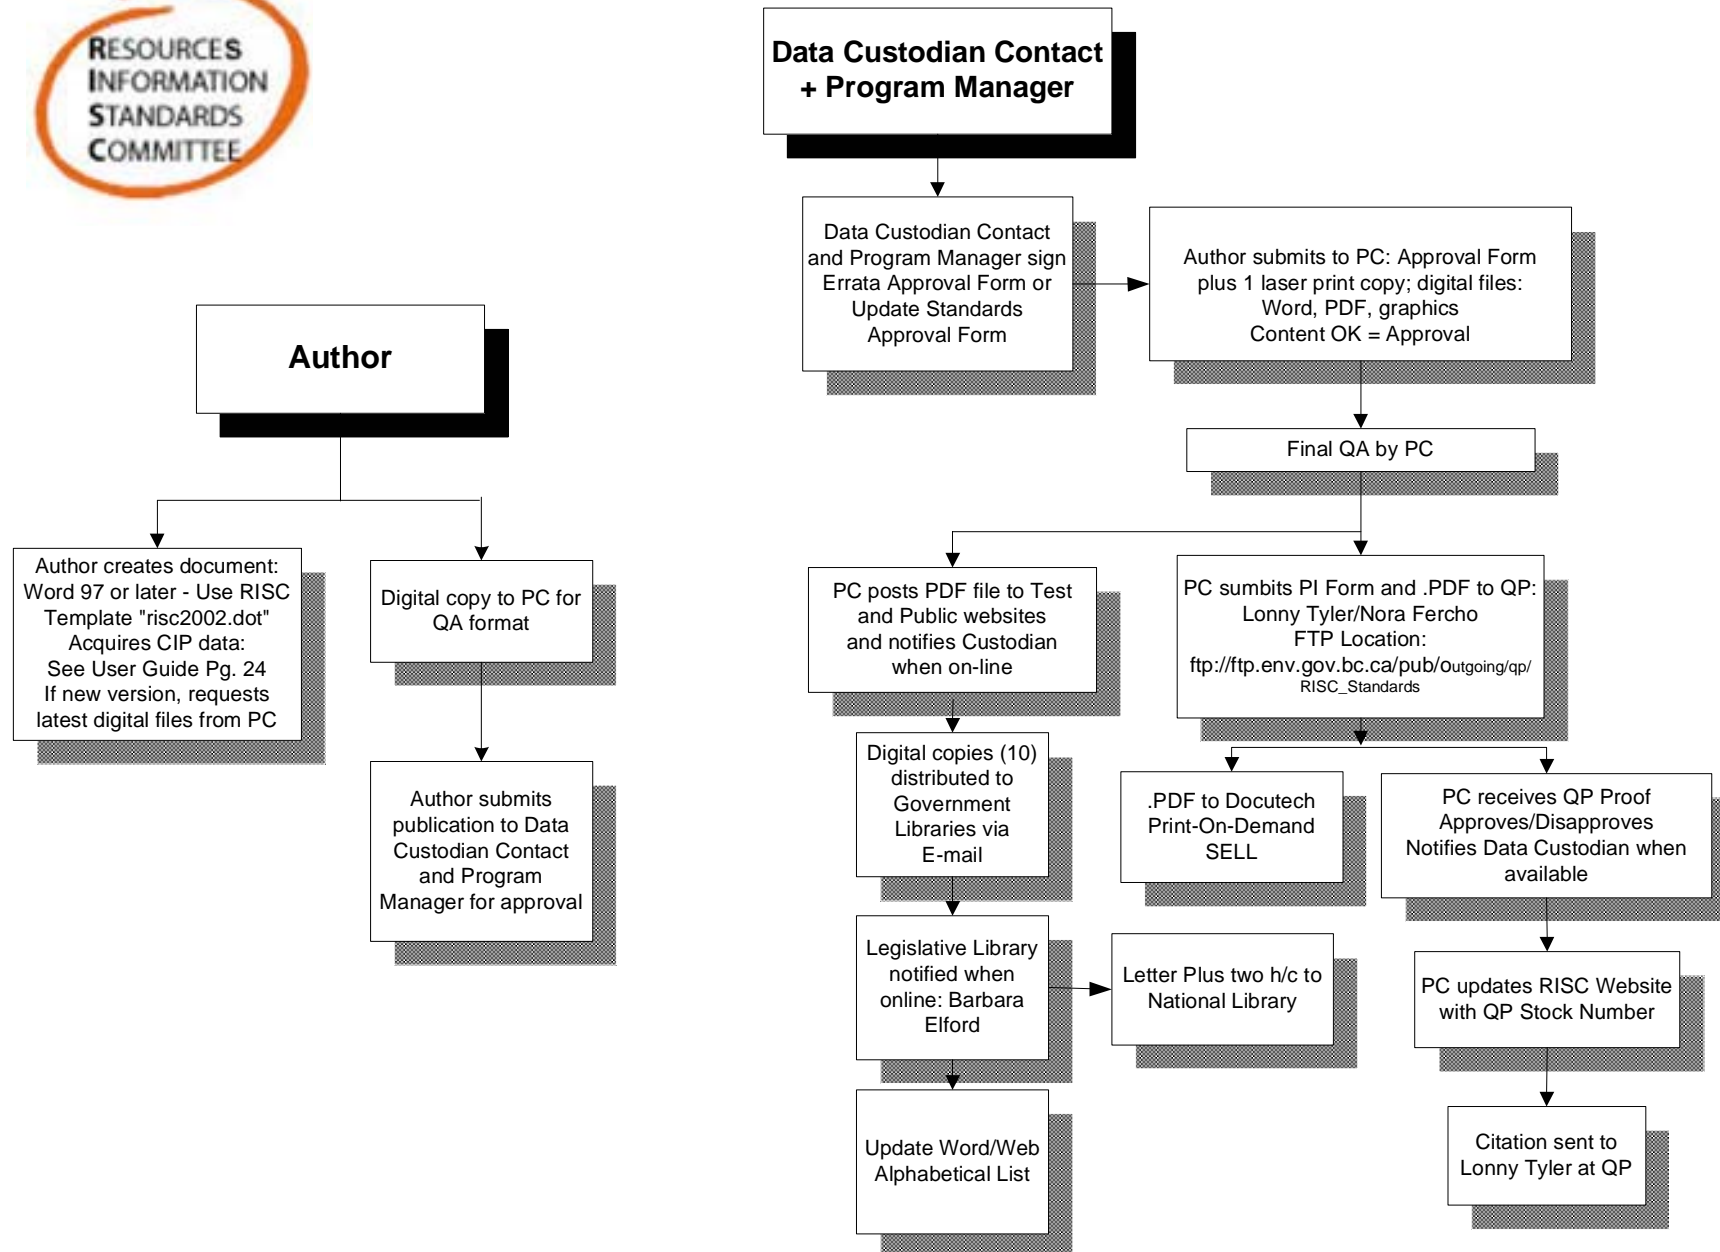 RESOURCES
INFORMATION
STANDARDS
COMMITTEE
Data Custodian Contact
+ Program Manager
Data Custodian Contact
and Program Manager sign
Errata Approval Form or
Update Standards
Approval Form
Author submits to PC: Approval Form
plus 1 laser print copy; digital files:
Word, PDF, graphics
Content OK = Approval
Author
Final QA by PC
Author creates document:
Word 97 or later - Use RISC
Template "risc2002.dot"
Acquires CIP data:
See User Guide Pg. 24
If new version, requests
latest digital files from PC
Digital copy to PC for
QA format
Author submits
publication to Data
Custodian Contact
and Program
Manager for approval
PC posts PDF file to Test
and Public websites
and notifies Custodian
when on-line
PC sumbits PI Form and .PDF to QP:
Lonny Tyler/Nora Fercho
FTP Location:
ftp://ftp.env.gov.bc.ca/pub/outgoing/qp/
RISC_Standards
Digital copies (10)
distributed to
Government
Libraries via
E-mail
.PDF to Docutech
Print-On-Demand
SELL
PC receives QP Proof
Approves/Disapproves
Notifies Data Custodian when
available
Legislative Library
notified when
online: Barbara
Elford
Letter Plus two h/c to
National Library
PC updates RISC Website
with QP Stock Number
Update Word/Web
Alphabetical List
Citation sent to
Lonny Tyler at QP